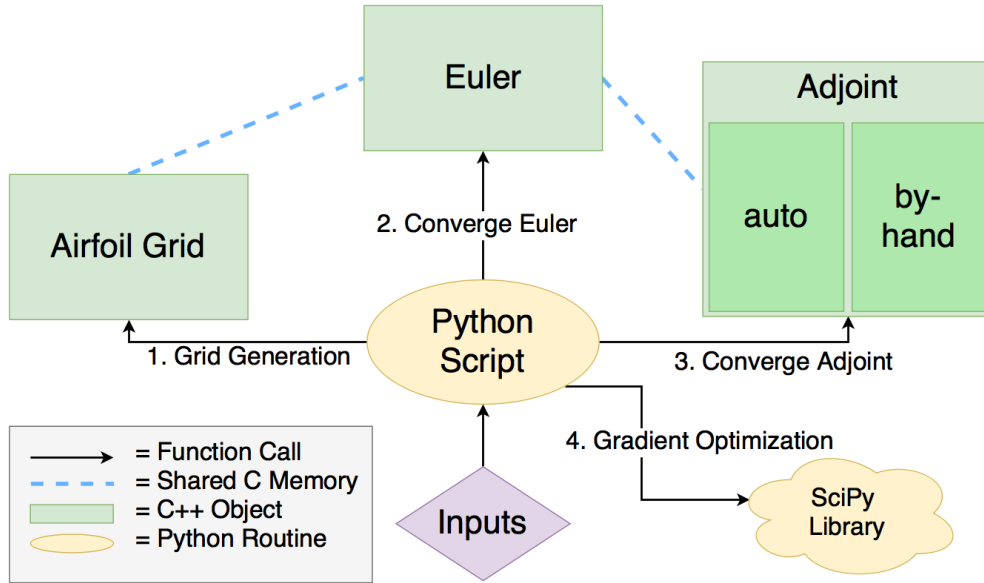 Euler
Adjoint
auto
by-
hand
Airfoil Grid
2. Converge Euler
Python
Script
1. Grid Generation
3. Converge Adjoint
4. Gradient Optimization
= Function Call
= Shared C Memory
= C++ Object
= Python Routine
Inputs
SciPy
Library